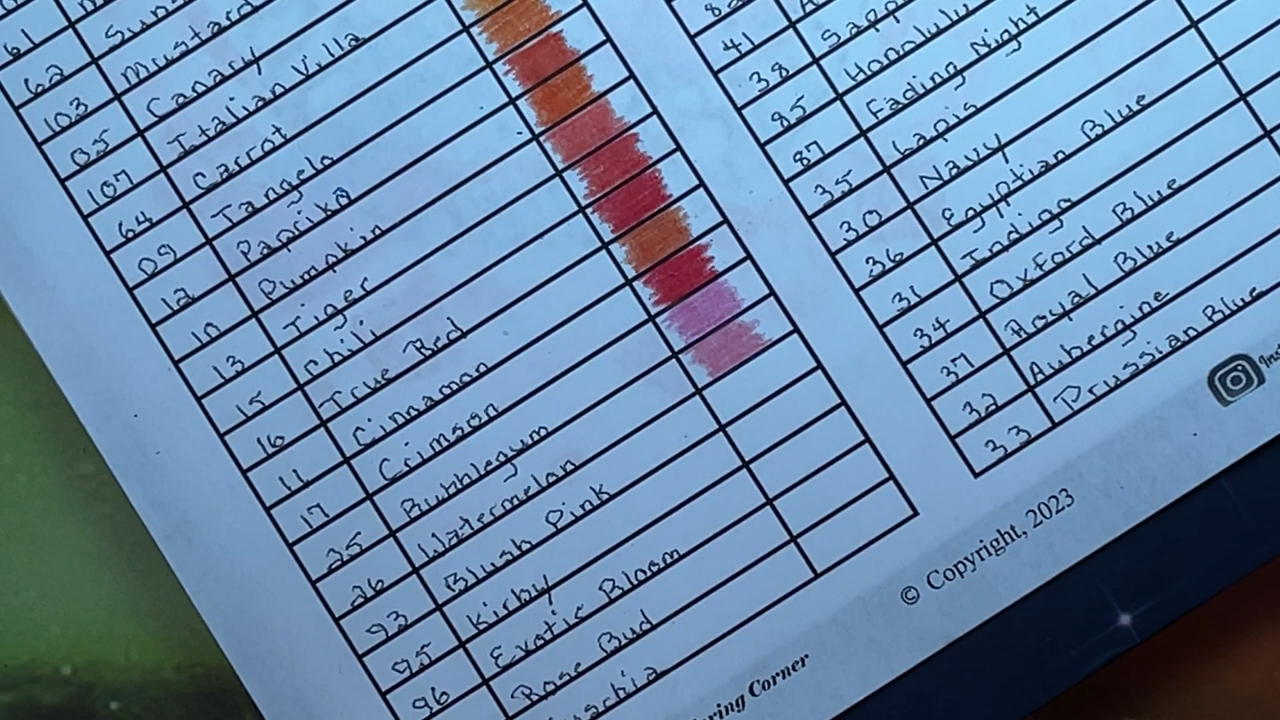 61
62 Mustard
103 Canary
05 Italian Villa
107 Carrot
64 Tangelo
09 Paprika
12 Pumpkin
10 Tiger
13 Chili
15 True Red
16 Cinnamon
11 Crimson
17 Bubblegum
25 Watermelon
26 Blush Pink
93 Kirby
95 Exotic Bloom
96 Rose Bud
41
38 Honolulu
85 Fading Night
87 Lapis
35 Navy
30 Egyptian Blue
36 Indigo
31 Oxford Blue
34 Royal Blue
37 Aubergine
32 Prussian Blue
33
© Copyright, 2023
Corner